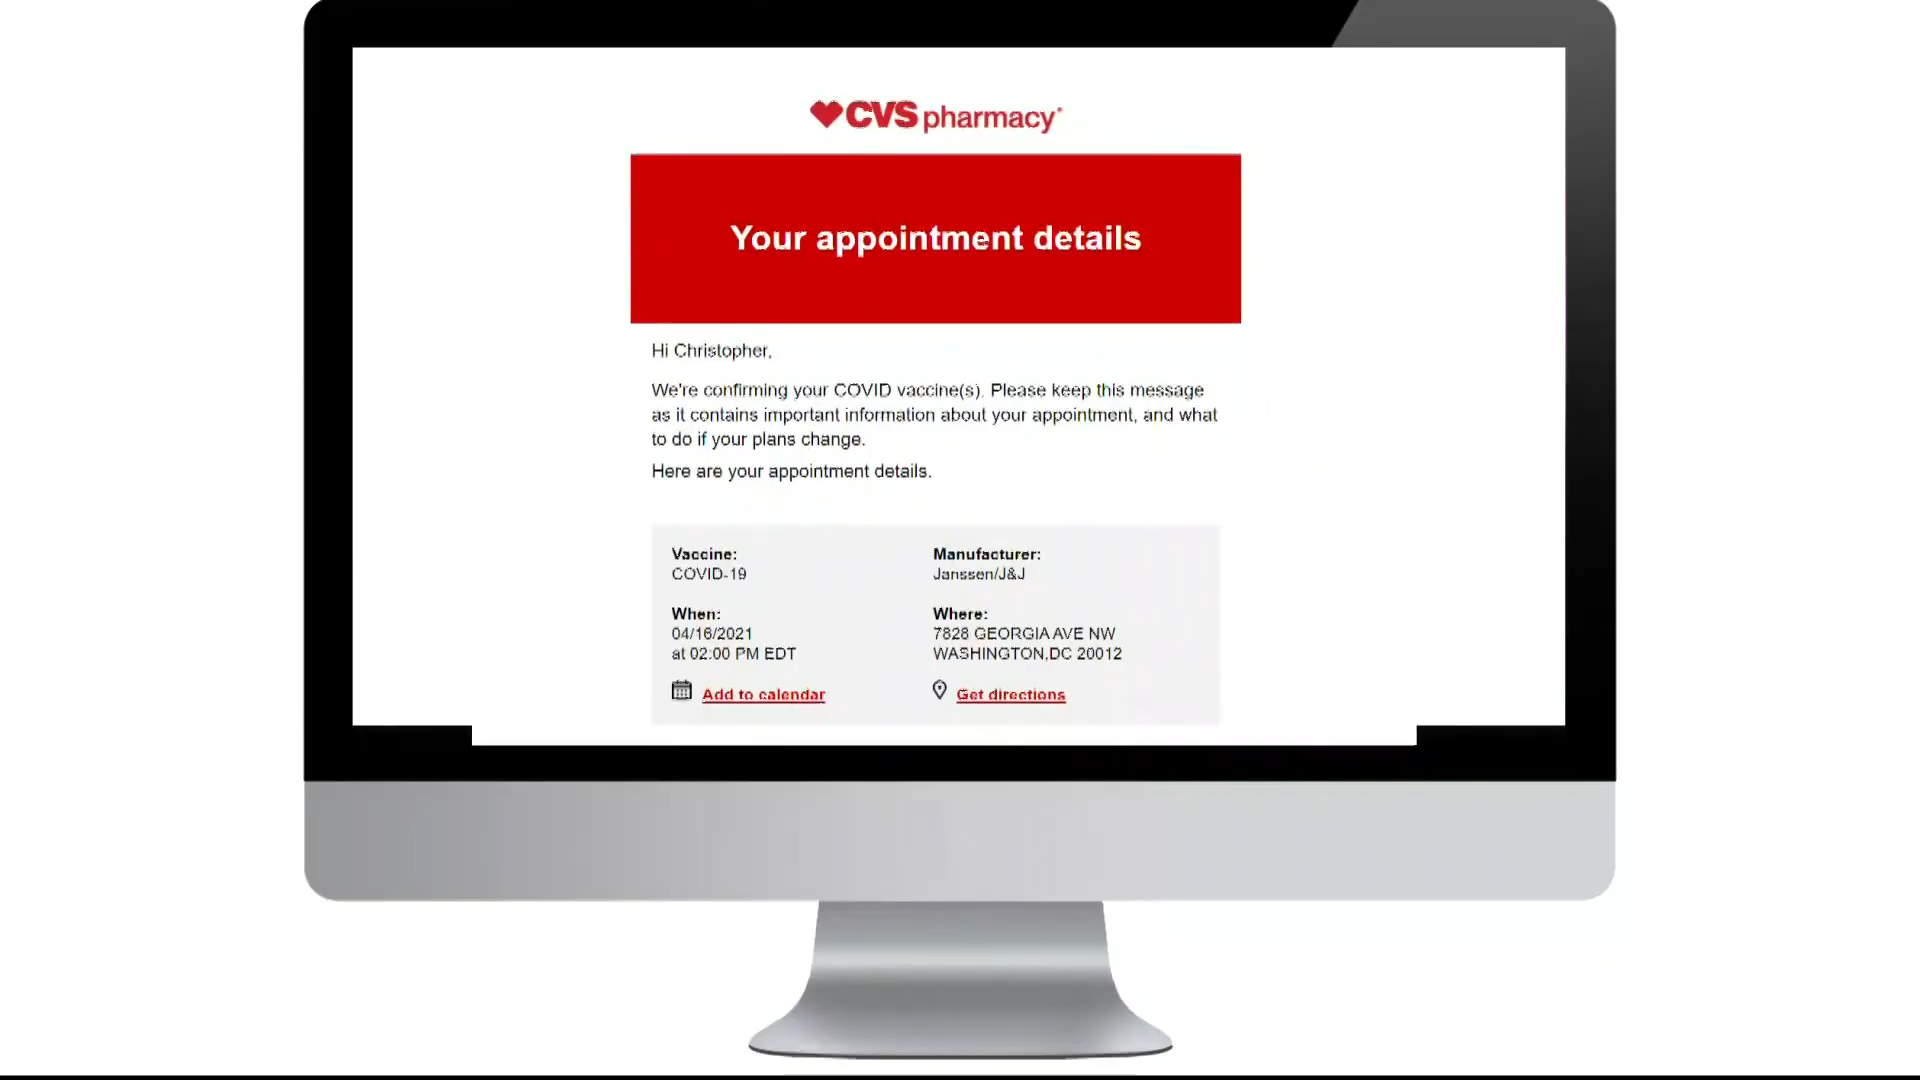 CVS pharmacy
Your appointment details
Hi Christopher,
We're confirming your COVID vaccine(s). Please keep this message
as it contains important information about your appointment, and what
to do if your plans change.
Here are your appointment details.
Vaccine:
COVID-19
Manufacturer:
Janssen/J&J
When:
04/16/2021
at 02:00 PM EDT
Where:
7828 GEORGIA AVE NW
WASHINGTON,DC 20012
Add to calendar
Get directions